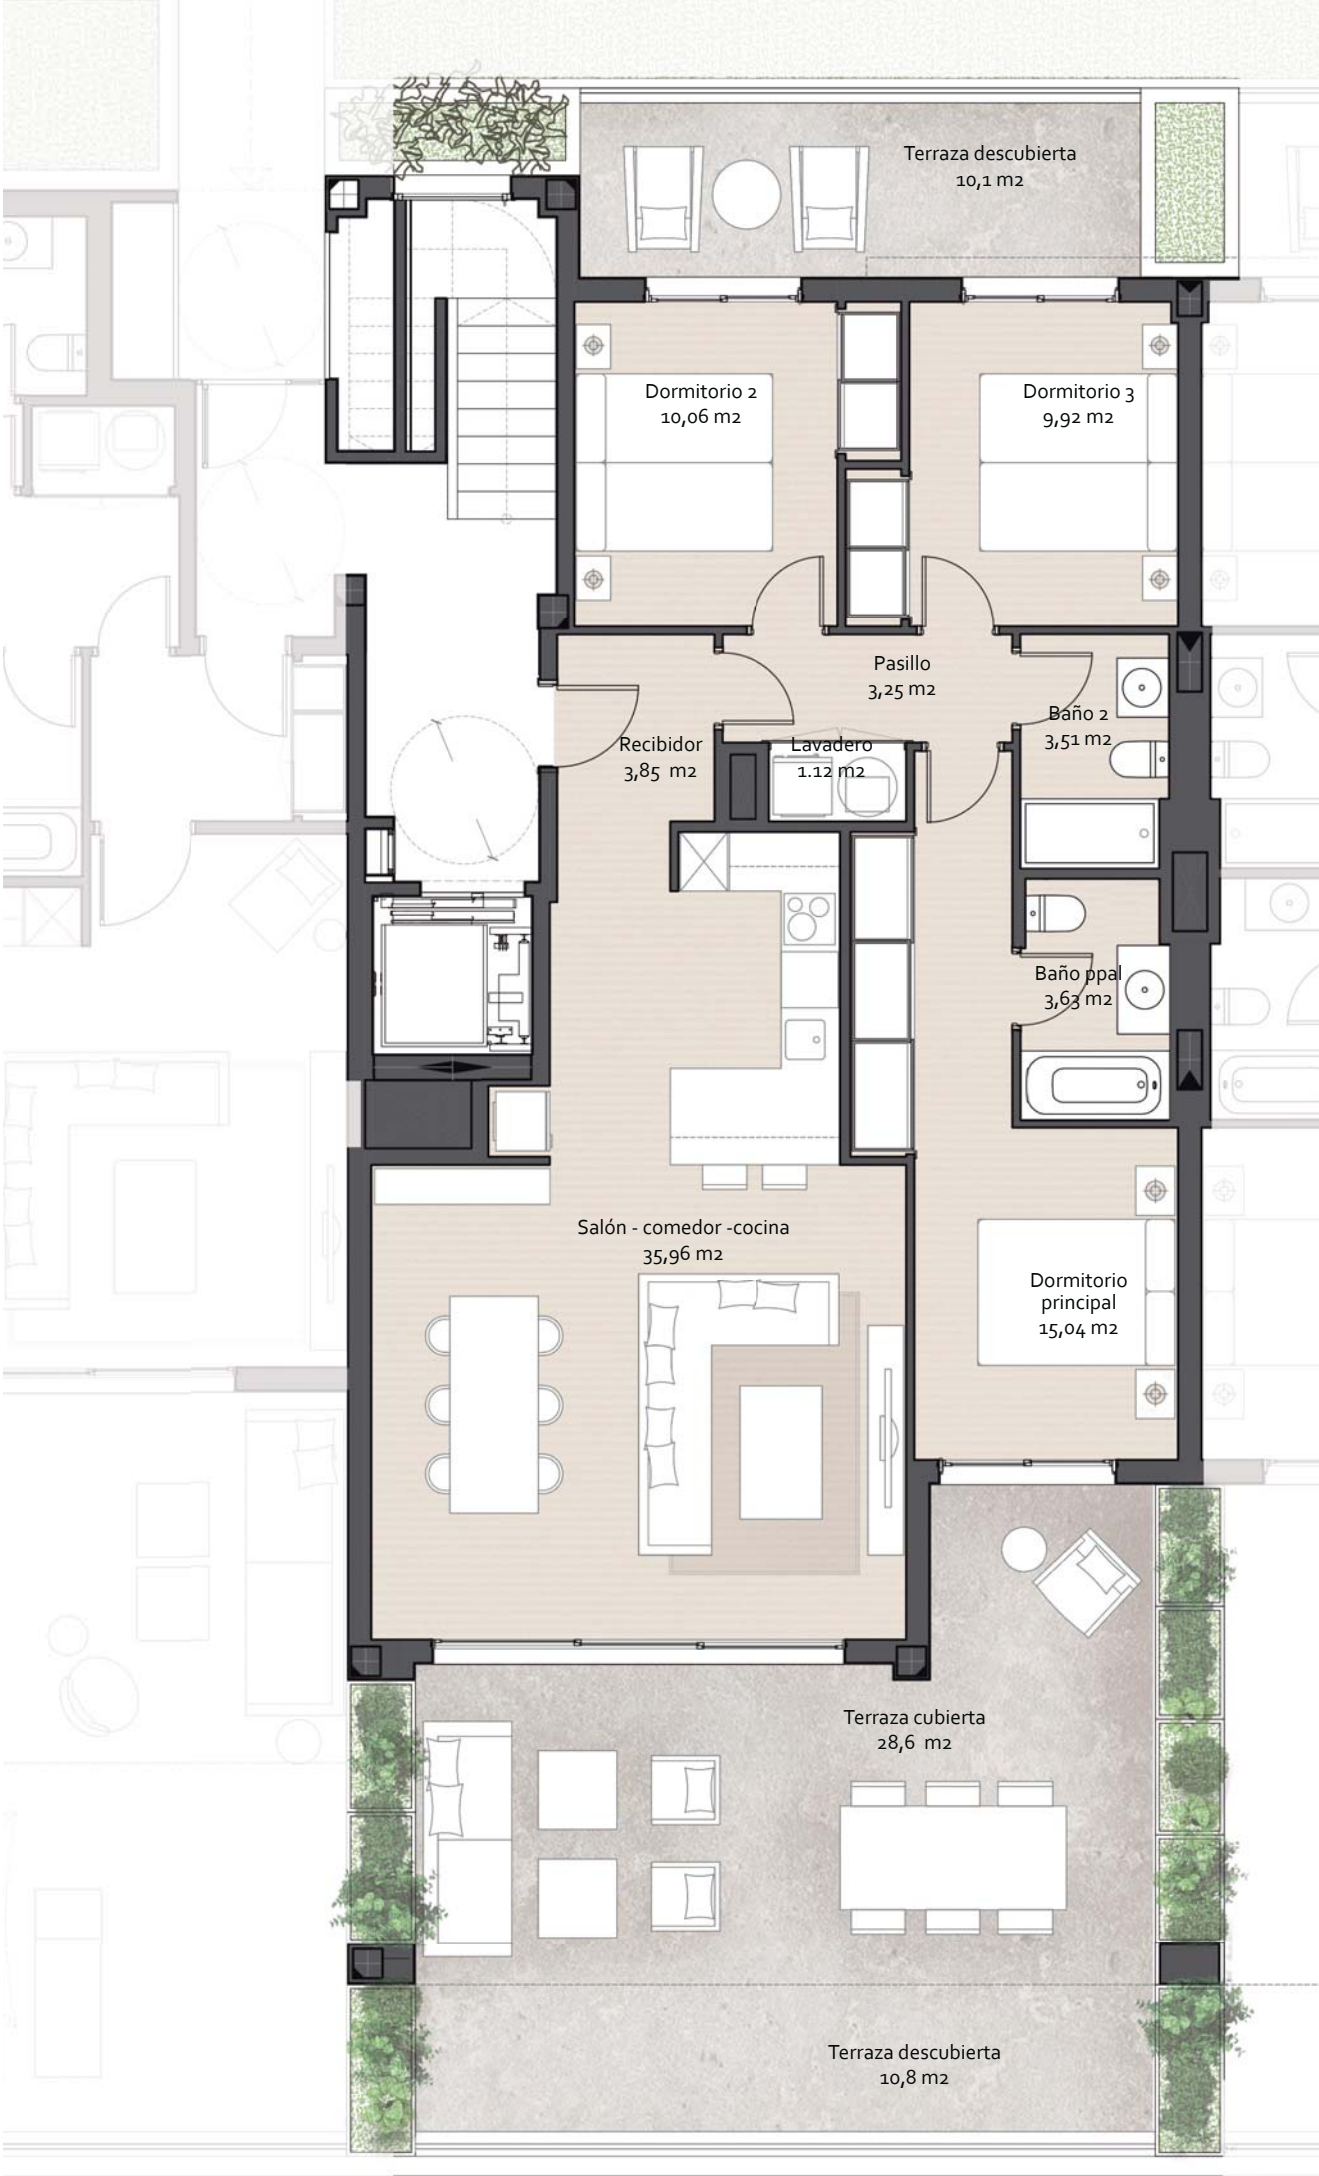 Terraza descubierta
10,1 m2
Dormitorio 2
10,06 m2
Dormitorio 3
9,92 m2
Pasillo
3,25 m2
Baño 2
3,51 m2
Recibidor
3,85 m2
Lavadero
1.12 m2
Baño ppal
3,63 m2
Salón - comedor -cocina
35,96 m2
Dormitorio
principal
15,04 m2
Terraza cubierta
28,6 m2
Terraza descubierta
10,8 m2